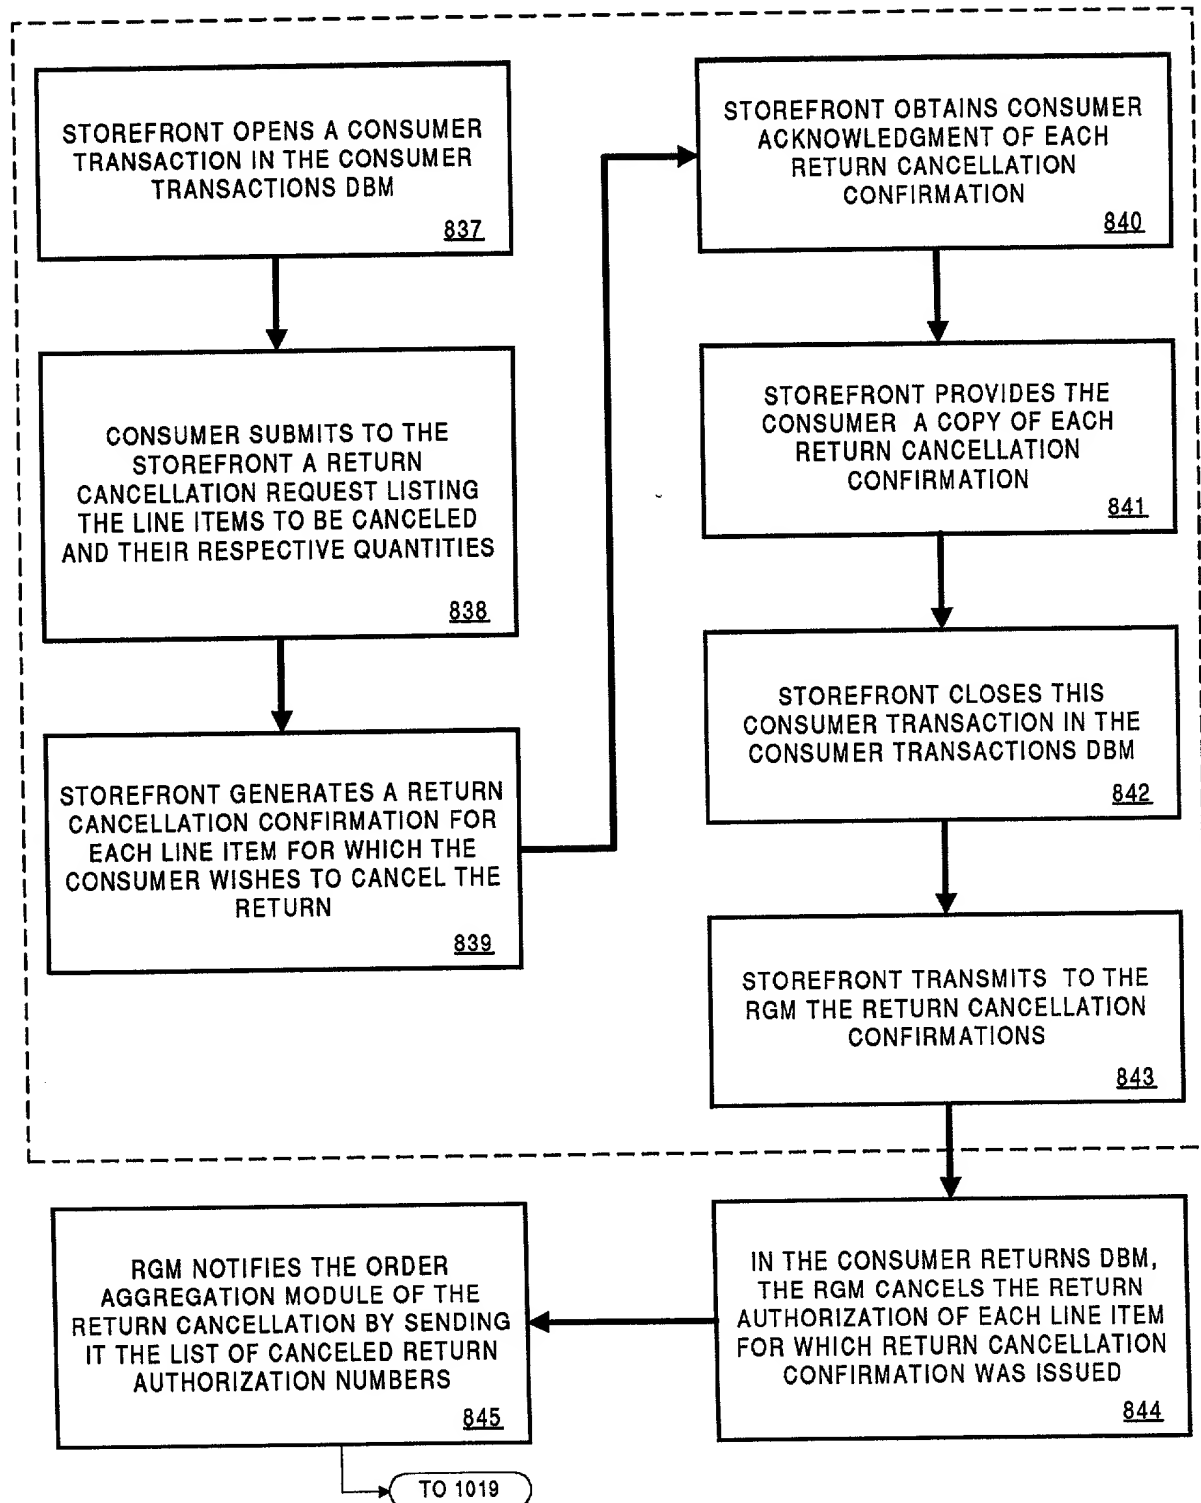 STOREFRONT OPENS A CONSUMER
TRANSACTION IN THE CONSUMER
TRANSACTIONS DBM
837
CONSUMER SUBMITS TO THE
STOREFRONT A RETURN
CANCELLATION REQUEST LISTING
THE LINE ITEMS TO BE CANCELED
AND THEIR RESPECTIVE QUANTITIES
838
STOREFRONT GENERATES A RETURN
CANCELLATION CONFIRMATION FOR
EACH LINE ITEM FOR WHICH THE
CONSUMER WISHES TO CANCEL THE
RETURN
839
STOREFRONT OBTAINS CONSUMER
ACKNOWLEDGMENT OF EACH
RETURN CANCELLATION
CONFIRMATION
840
STOREFRONT PROVIDES THE
CONSUMER A COPY OF EACH
RETURN CANCELLATION
CONFIRMATION
841
STOREFRONT CLOSES THIS
CONSUMER TRANSACTION IN THE
CONSUMER TRANSACTIONS DBM
842
STOREFRONT TRANSMITS TO THE
RGM THE RETURN CANCELLATION
CONFIRMATIONS
843
IN THE CONSUMER RETURNS DBM,
THE RGM CANCELS THE RETURN
AUTHORIZATION OF EACH LINE ITEM
FOR WHICH RETURN CANCELLATION
CONFIRMATION WAS ISSUED
844
RGM NOTIFIES THE ORDER
AGGREGATION MODULE OF THE
RETURN CANCELLATION BY SENDING
IT THE LIST OF CANCELED RETURN
AUTHORIZATION NUMBERS
845
TO 1019